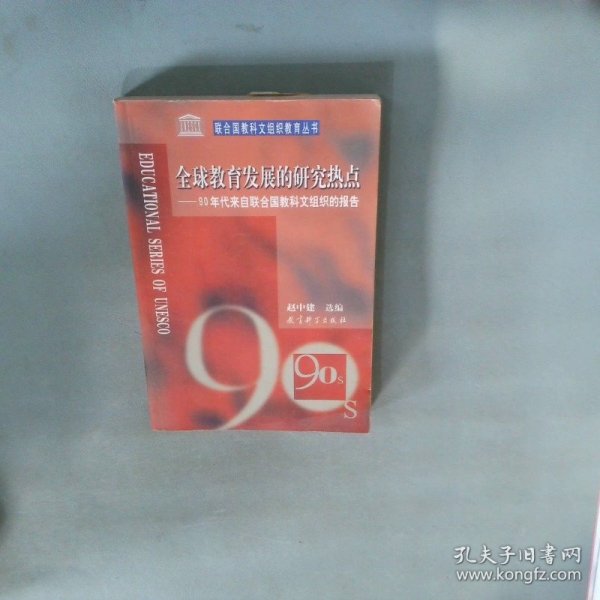 联合国教科文组织教育丛书
EDUCATIONAL SERIES OF UNESCO
全球教育发展的研究热点
——90年代来自联合国教科文组织的报告
赵中建 选编
教育科学出版社
90s
90s
孔夫子旧书网
www.kongfz.com